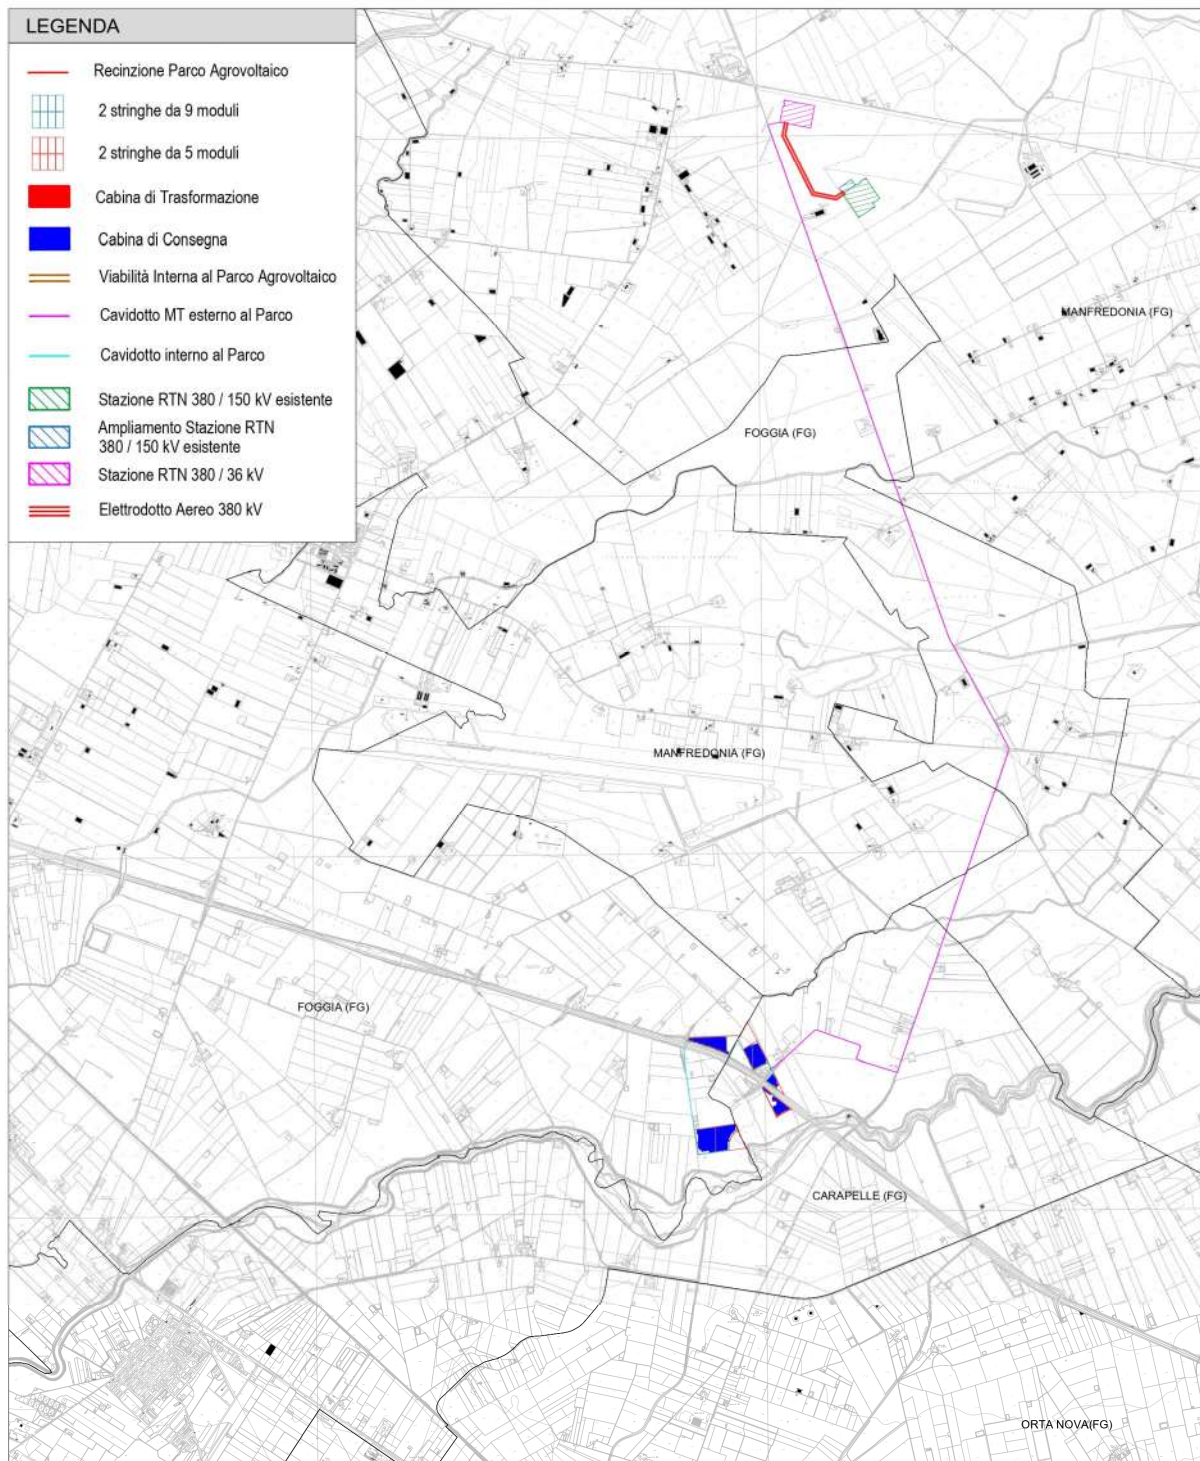 LEGENDA
Recinzione Parco Agrovoltaico
2 stringhe da 9 moduli
2 stringhe da 5 moduli
Cabina di Trasformazione
Cabina di Consegna
Viabilità Interna al Parco Agrovoltaico
Cavidotto MT esterno al Parco
Cavidotto interno al Parco
Stazione RTN 380 / 150 kV esistente
Ampliamento Stazione RTN
380 / 150 kV esistente
Stazione RTN 380 / 36 kV
Elettrodotto Aereo 380 kV
MANFREDONIA (FG)
FOGGIA (FG)
MANFREDONIA (FG)
FOGGIA (FG)
CARAPELLE (FG)
ORTA NOVA(FG)